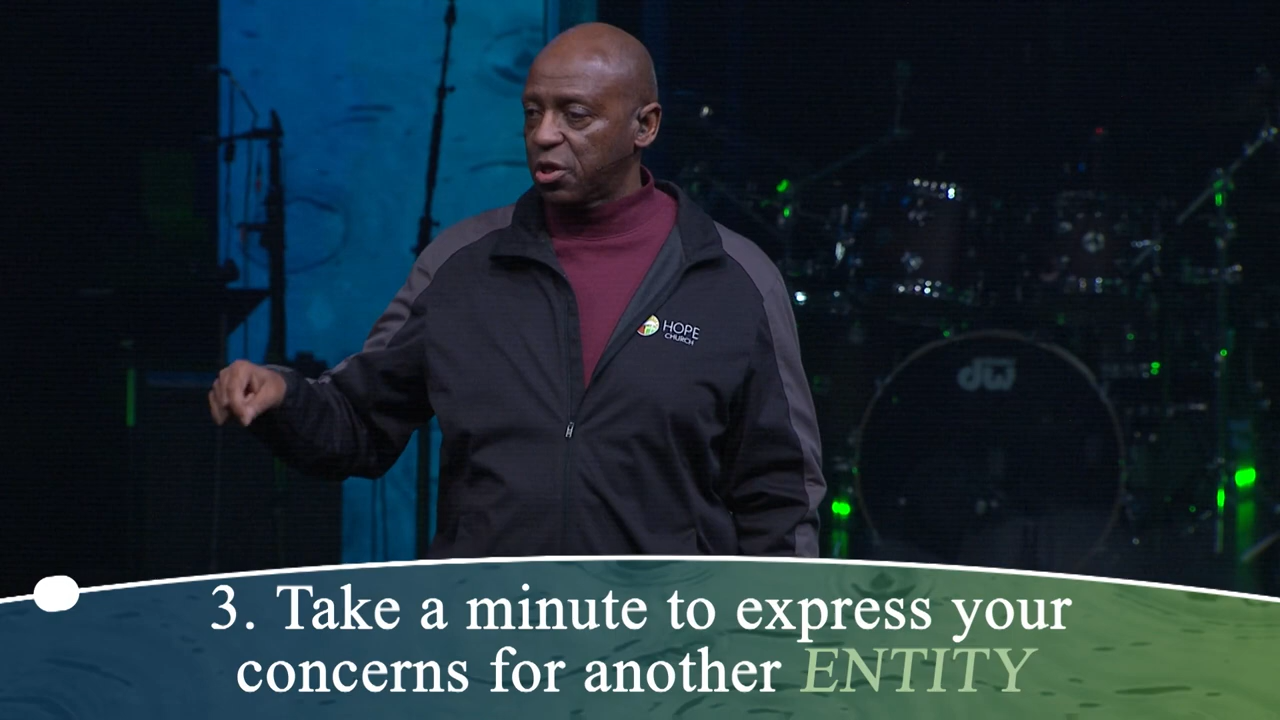 HOPE
CHURCH
dw
3. Take a minute to express your
concerns for another ENTITY